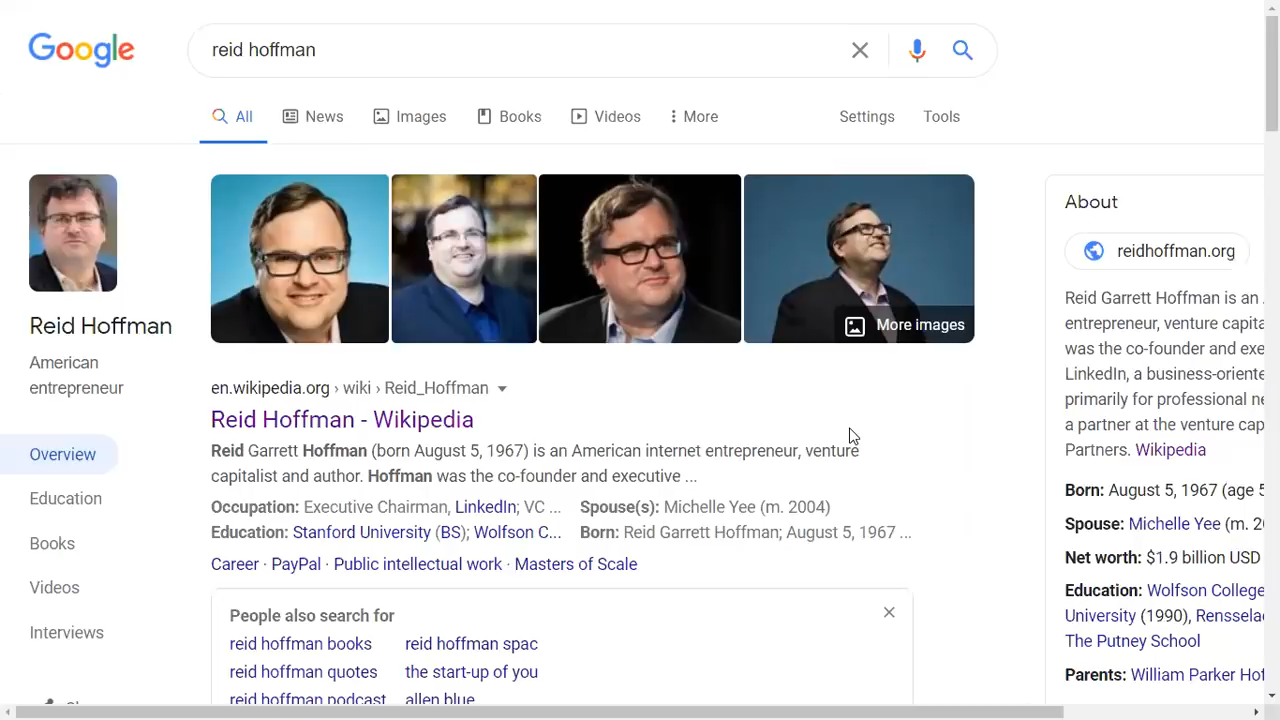 Google
reid hoffman
All
News
Images
Books
Videos
More
Settings
Tools
Reid Hoffman
American
entrepreneur
Overview
Education
Books
Videos
Interviews
More images
en.wikipedia.org › wiki › Reid_Hoffman
Reid Hoffman - Wikipedia
Reid Garrett Hoffman (born August 5, 1967) is an American internet entrepreneur, venture
capitalist and author. Hoffman was the co-founder and executive ...
Occupation: Executive Chairman, LinkedIn; VC ... Spouse(s): Michelle Yee (m. 2004)
Education: Stanford University (BS); Wolfson C... Born: Reid Garrett Hoffman; August 5, 1967 ...
Career · PayPal · Public intellectual work · Masters of Scale
People also search for
reid hoffman books
reid hoffman spac
reid hoffman quotes
the start-up of you
reid hoffman podcast
allen blue
About
reidhoffman.org
Reid Garrett Hoffman is an
entrepreneur, venture capita
was the co-founder and exe
LinkedIn, a business-oriente
primarily for professional ne
a partner at the venture cap
Partners. Wikipedia
Born: August 5, 1967 (age 5
Spouse: Michelle Yee (m. 2
Net worth: $1.9 billion USD
Education: Wolfson College
University (1990), Renssela
The Putney School
Parents: William Parker Hof